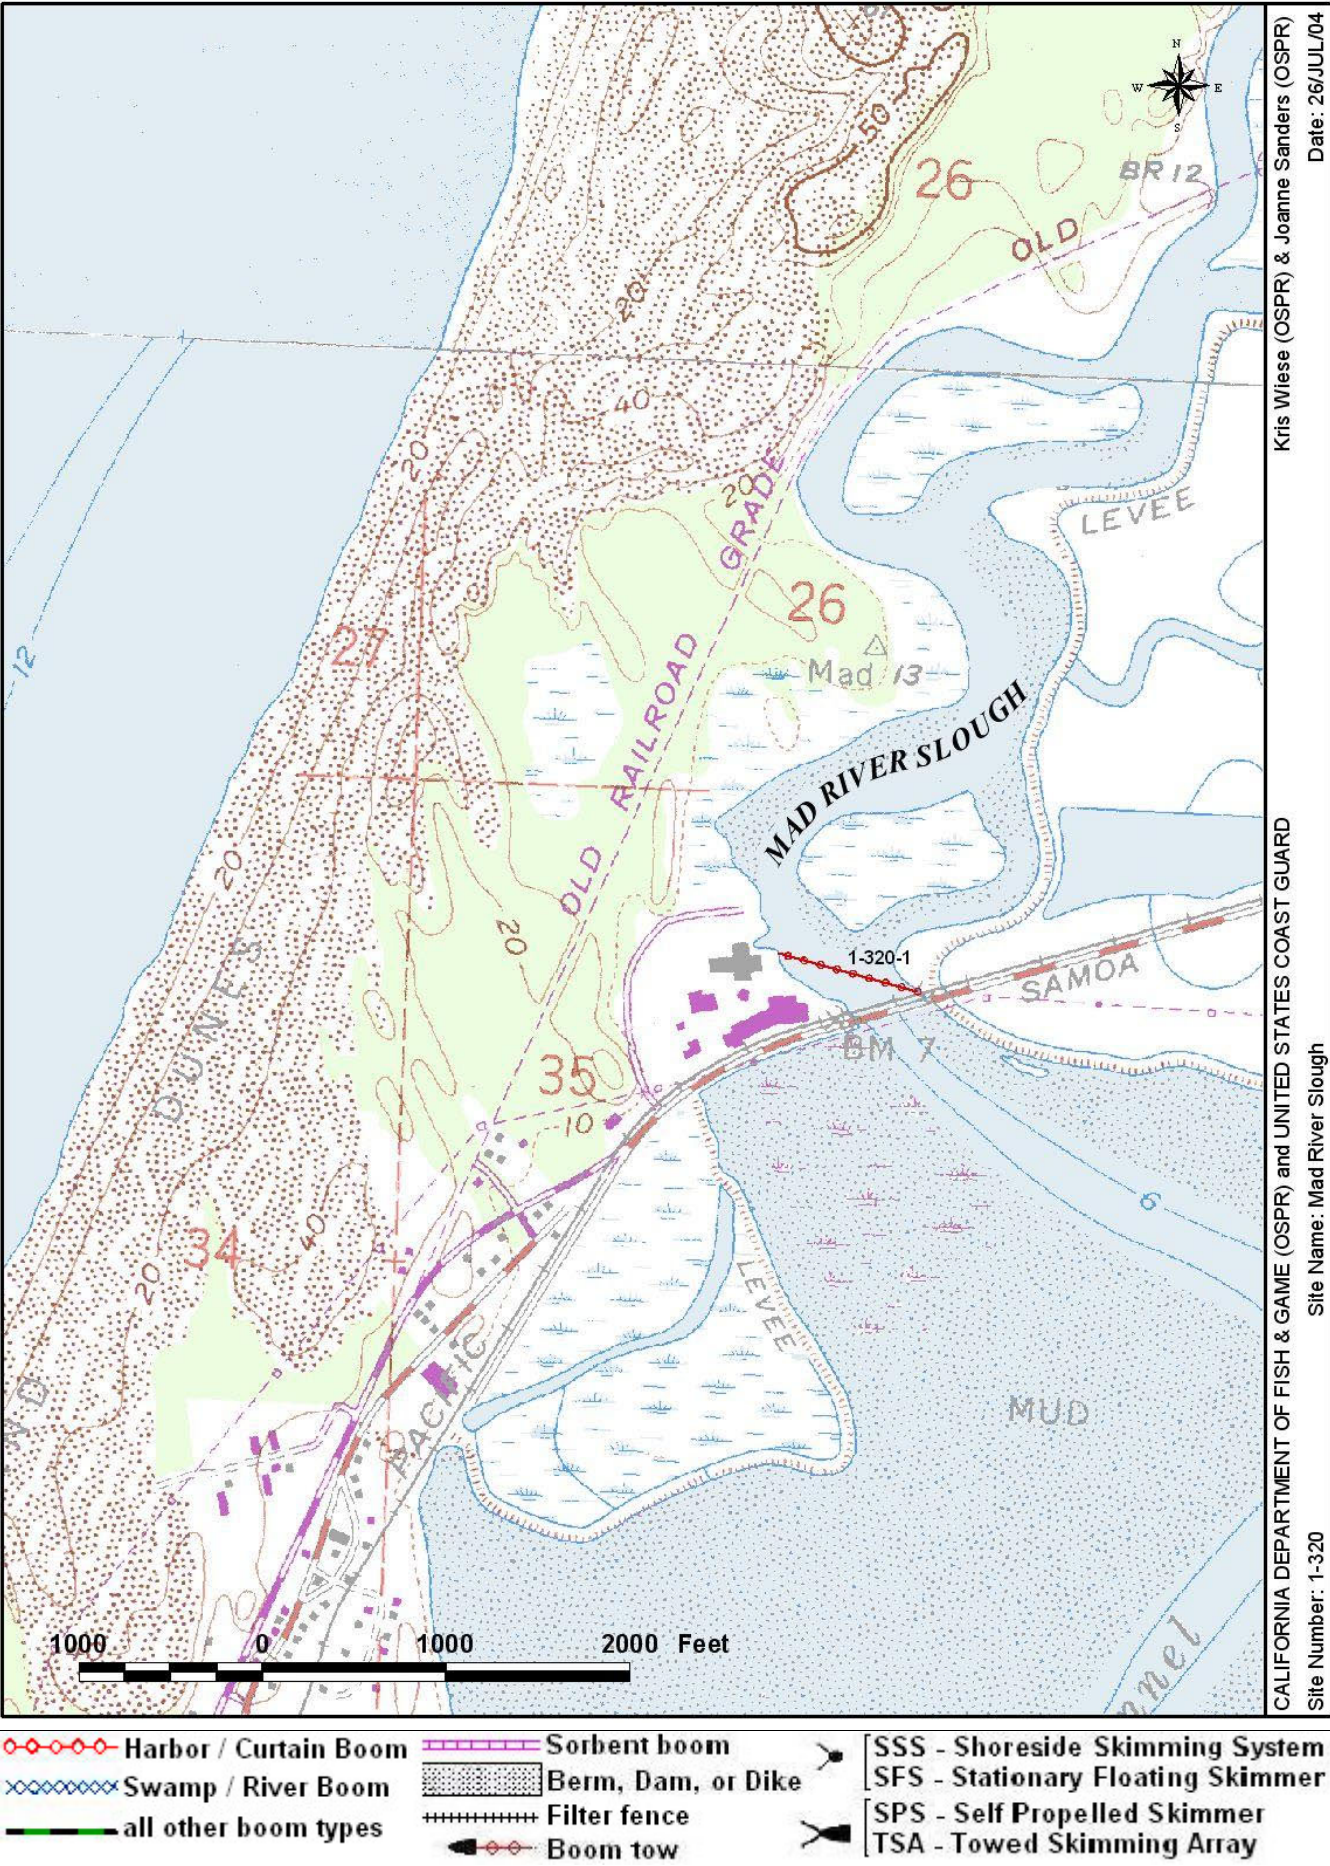 N
W E
S
50
26
BR 12
OLD
20
40
20
20
GRADE
LEVEE
26
27
12
Mad 13
RAILROAD
MAD RIVER SLOUGH
20
OLD
20
1-320-1
DUNES
SAMOA
BM 7
35
10
6
34
40
20
LEVEE
PACIFIC
MUD
1000 0 1000 2000 Feet
CALIFORNIA DEPARTMENT OF FISH & GAME (OSPR) and UNITED STATES COAST GUARD
Kris Wiese (OSPR) & Joanne Sanders (OSPR)
Site Number: 1-320
Site Name: Mad River Slough
Date: 26/JUL/04
Harbor / Curtain Boom
Swamp / River Boom
all other boom types
Sorbent boom
Berm, Dam, or Dike
Filter fence
Boom tow
SSS - Shoreside Skimming System
SFS - Stationary Floating Skimmer
SPS - Self Propelled Skimmer
TSA - Towed Skimming Array